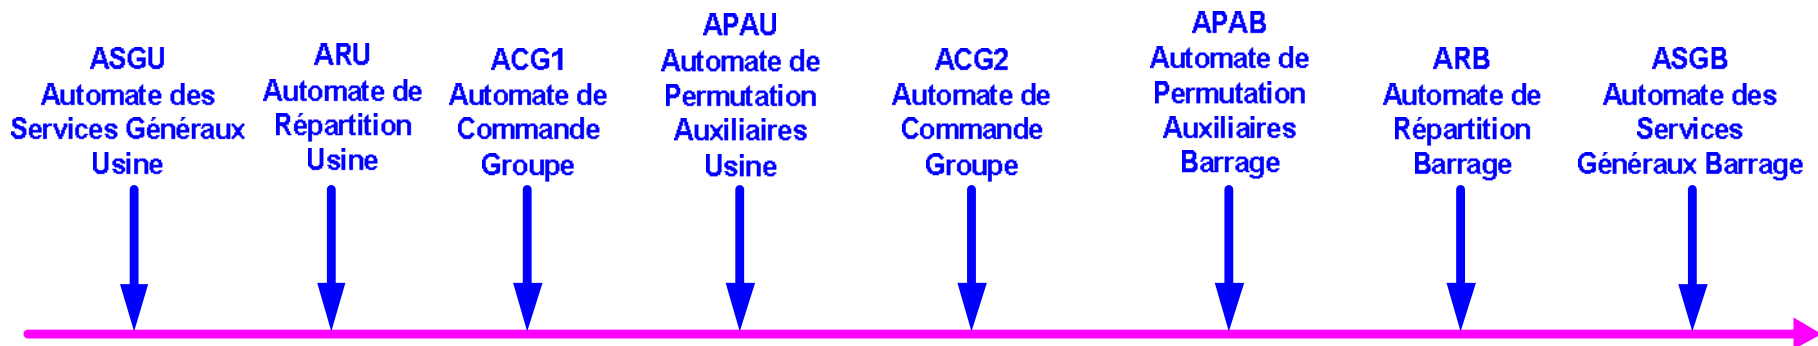 ASGU
Automate des
Services Généraux
Usine
ARU
Automate de
Répartition
Usine
ACG1
Automate de
Commande
Groupe
APAU
Automate de
Permutation
Auxiliaires
Usine
ACG2
Automate de
Commande
Groupe
APAB
Automate de
Permutation
Auxiliaires
Barrage
ARB
Automate de
Répartition
Barrage
ASGB
Automate des
Services
Généraux Barrage